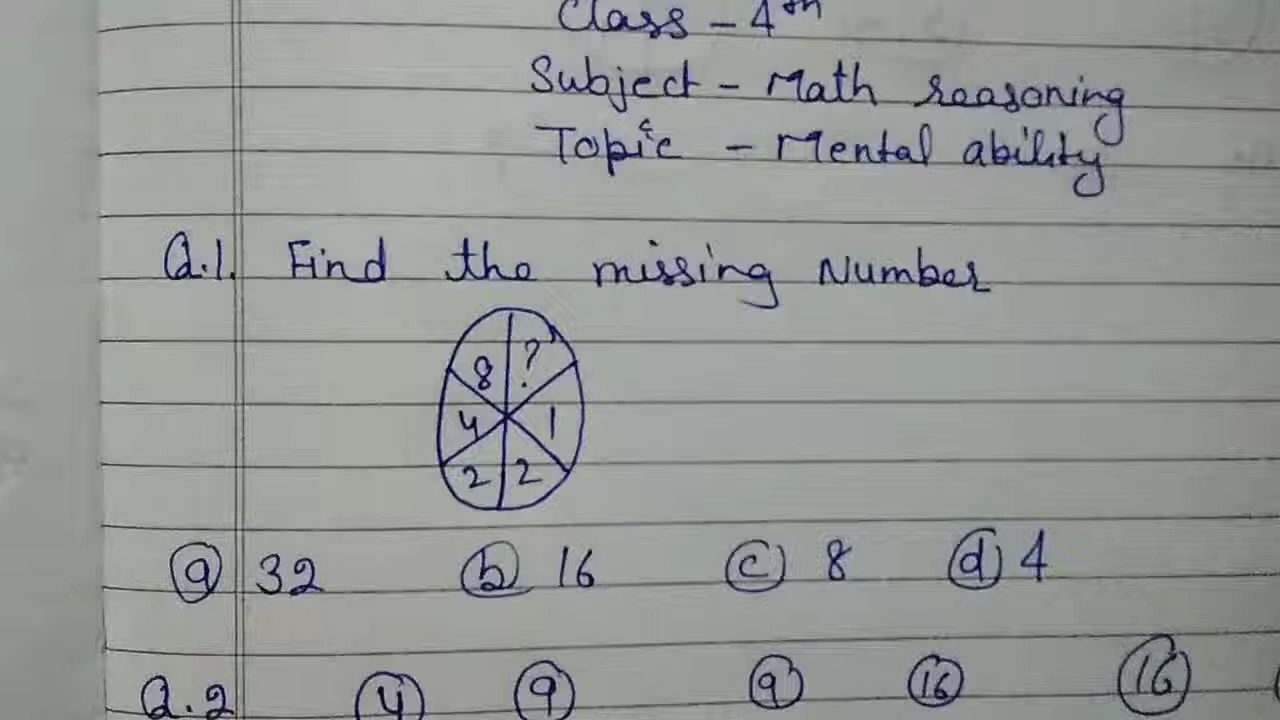 Class - 4th
Subject - Math reasoning
Topic - Mental ability
Q.1. Find the missing Number
8 ?
4 1
2 2
a 32 b 16 c 8 d 4
Q.2 4 9 9 16 16